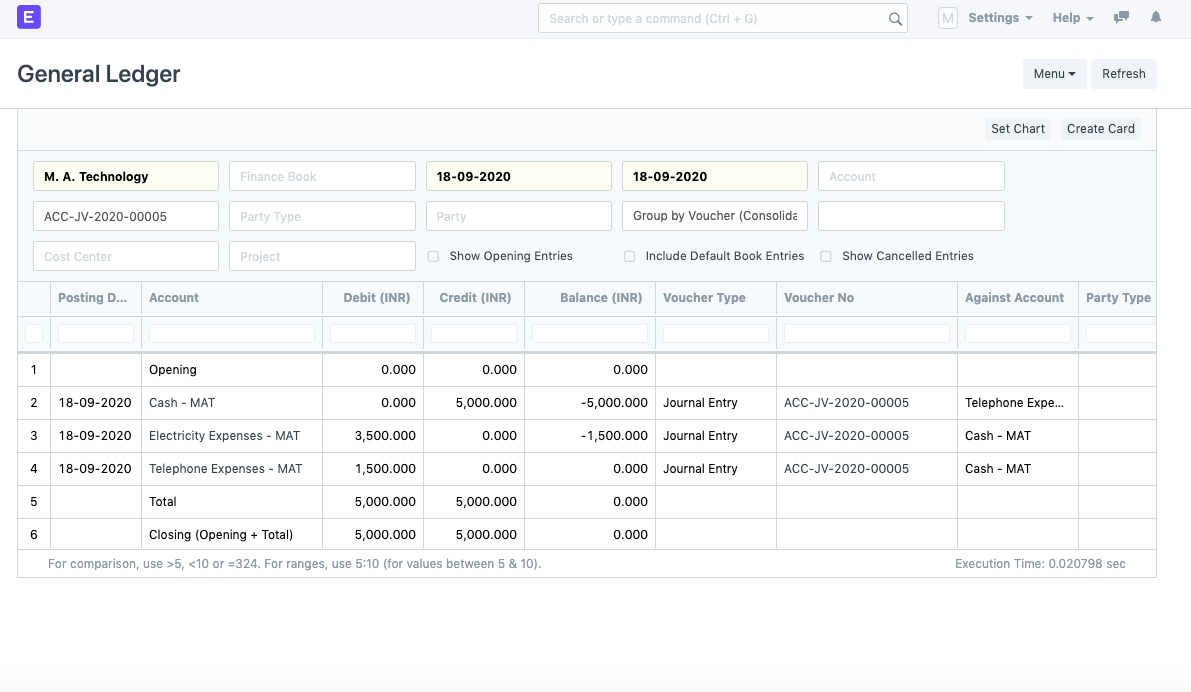 E Search or type a command (Ctrl + G) M Settings Help
General Ledger Menu Refresh
Set Chart Create Card
M. A. Technology Finance Book 18-09-2020 18-09-2020 Account
ACC-JV-2020-00005 Party Type Party Group by Voucher (Consolida
Cost Center Project Show Opening Entries Include Default Book Entries Show Cancelled Entries
Posting D... Account Debit (INR) Credit (INR) Balance (INR) Voucher Type Voucher No Against Account Party Type
1 Opening 0.000 0.000 0.000
2 18-09-2020 Cash - MAT 0.000 5,000.000 -5,000.000 Journal Entry ACC-JV-2020-00005 Telephone Expe...
3 18-09-2020 Electricity Expenses - MAT 3,500.000 0.000 -1,500.000 Journal Entry ACC-JV-2020-00005 Cash - MAT
4 18-09-2020 Telephone Expenses - MAT 1,500.000 0.000 0.000 Journal Entry ACC-JV-2020-00005 Cash - MAT
5 Total 5,000.000 5,000.000 0.000
6 Closing (Opening + Total) 5,000.000 5,000.000 0.000
For comparison, use >5, <10 or =324. For ranges, use 5:10 (for values between 5 & 10). Execution Time: 0.020798 sec